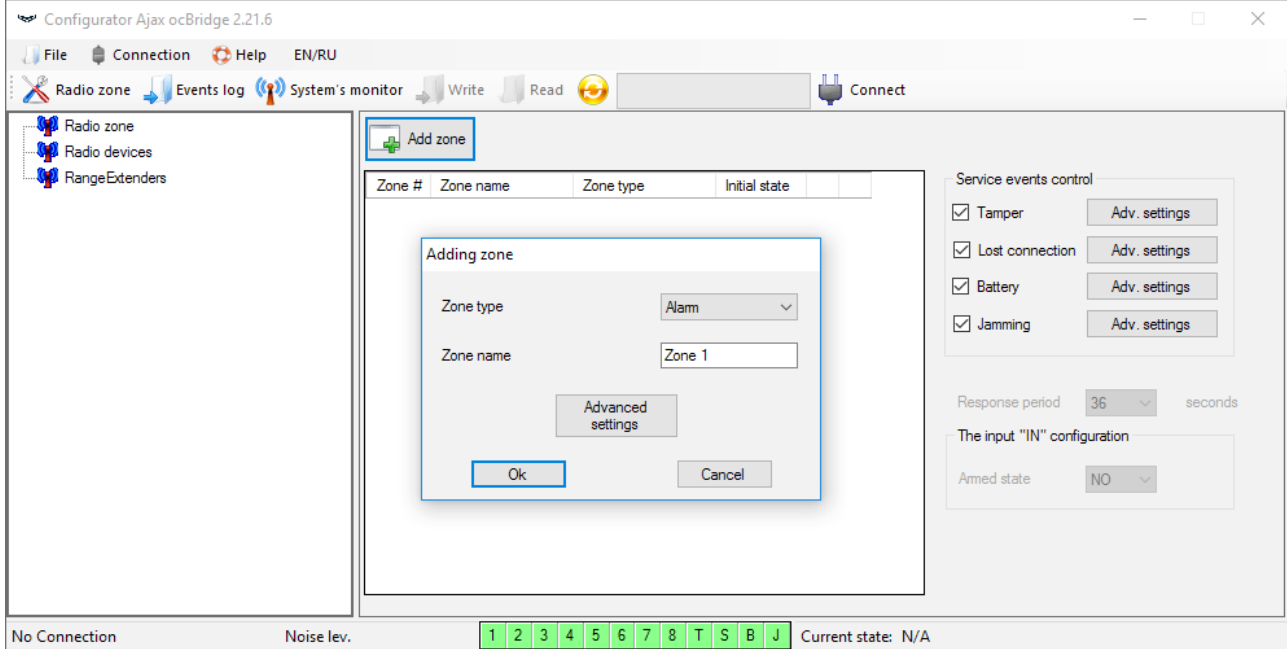 Configurator Ajax ocBridge 2.21.6
File Connection Help EN/RU
Radio zone Events log System's monitor Write Read Connect
Radio zone
Radio devices
RangeExtenders
Add zone
Zone # Zone name Zone type Initial state
Adding zone
Zone type Alarm
Zone name Zone 1
Advanced
settings
Ok Cancel
Service events control
Tamper Adv. settings
Lost connection Adv. settings
Battery Adv. settings
Jamming Adv. settings
Response period 36 seconds
The input "IN" configuration
Armed state NO
No Connection Noise lev. 1 2 3 4 5 6 7 8 T S B J Current state: N/A